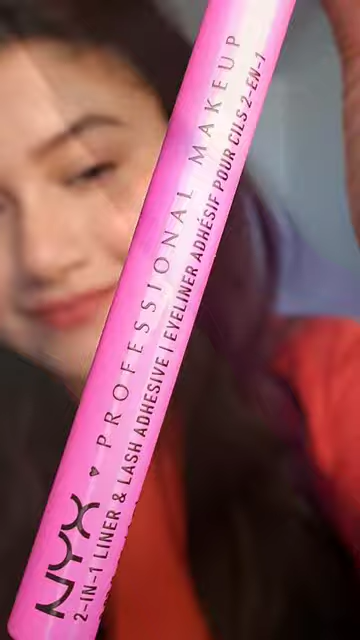 NYX ♥ PROFESSIONAL MAKEUP
2-IN-1 LINER & LASH ADHESIVE | EYELINER ADHÉSIF POUR CILS 2-EN-1